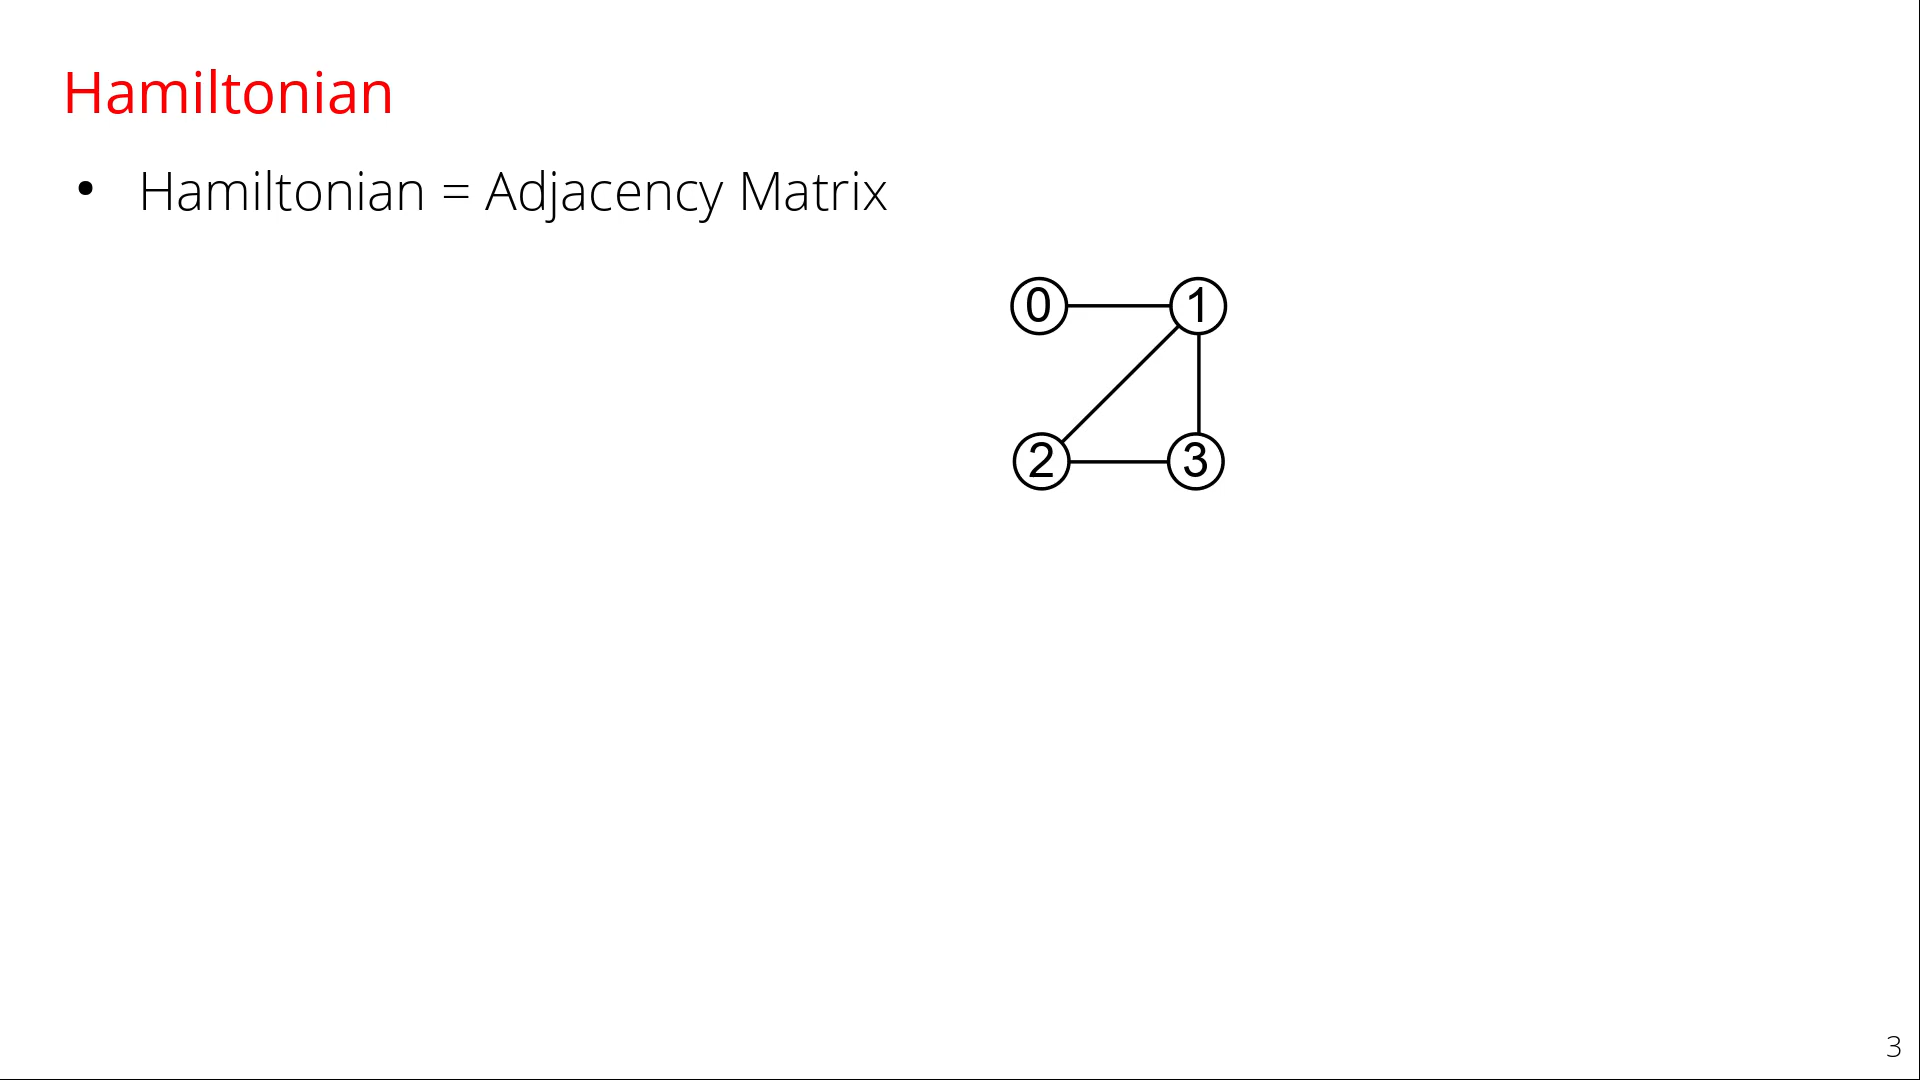 Hamiltonian
• Hamiltonian = Adjacency Matrix
0 1
2 3
3